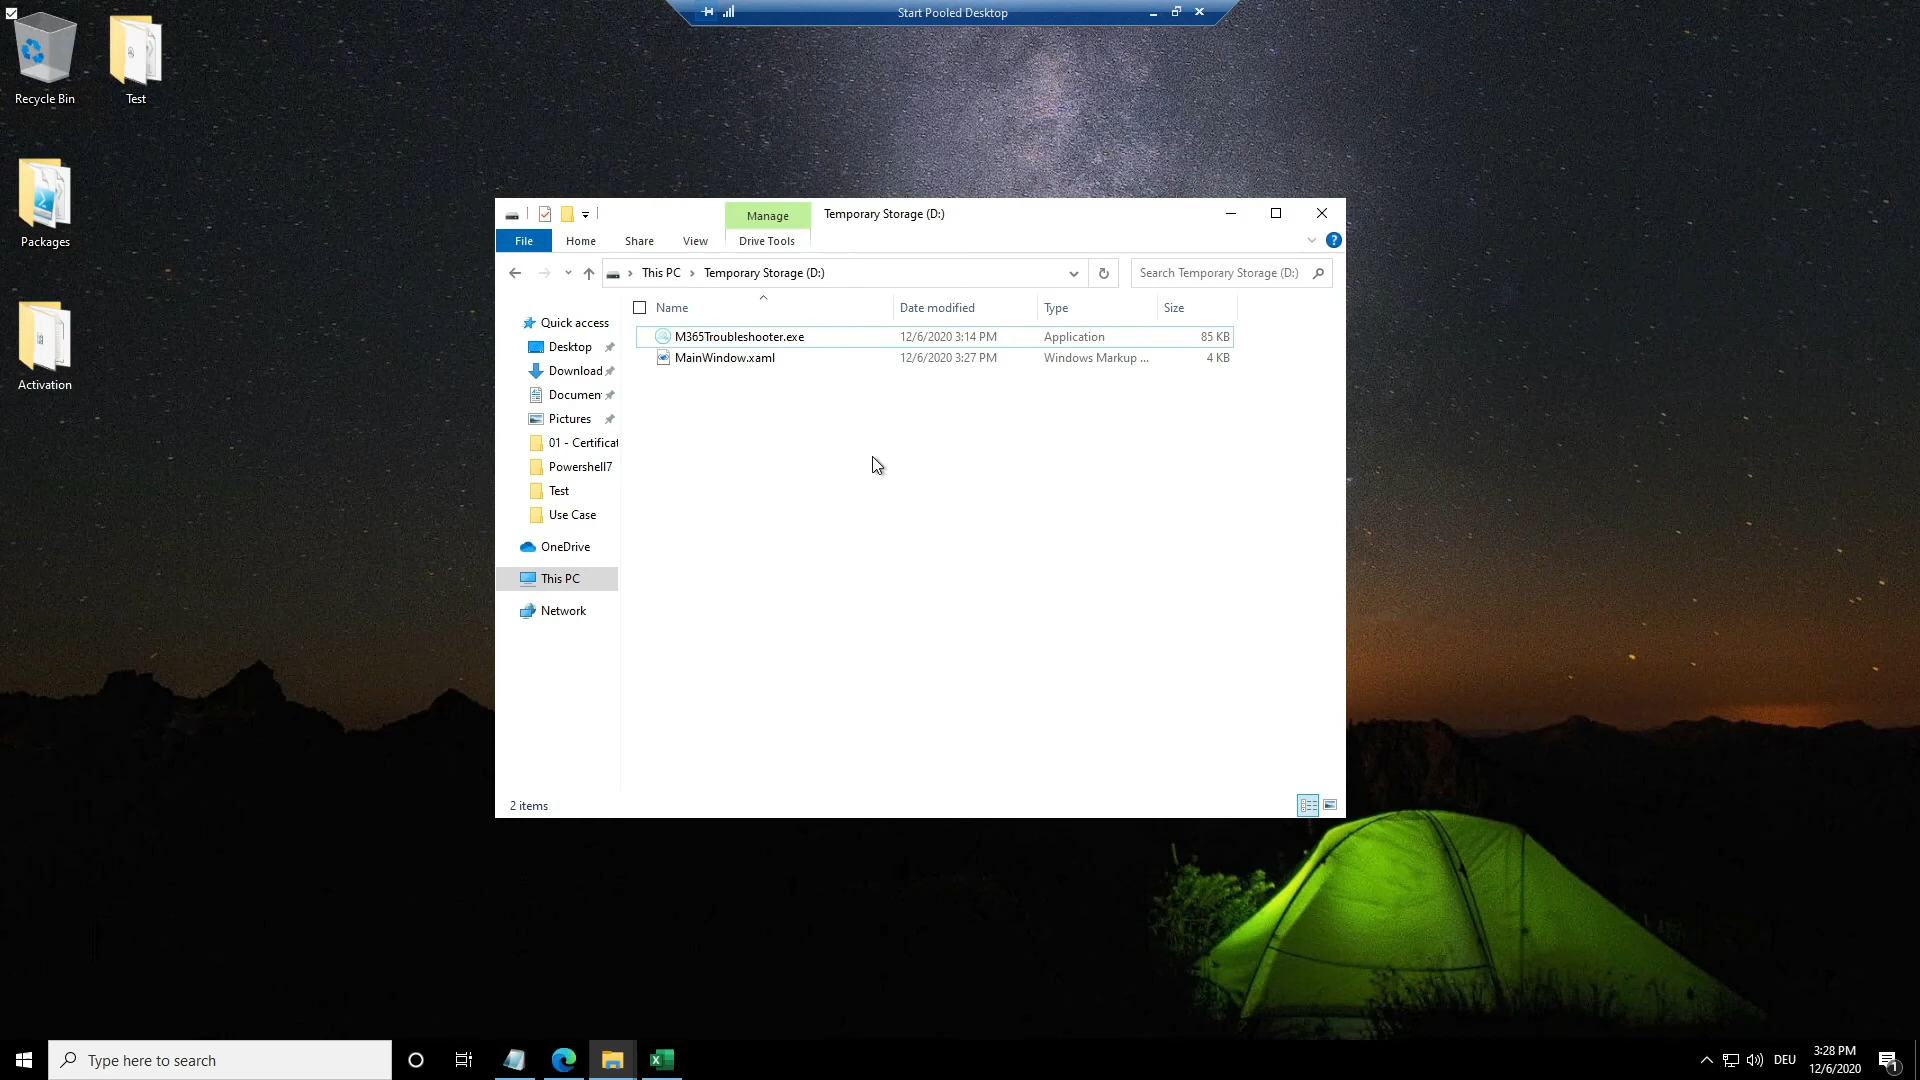 Start Pooled Desktop
Recycle Bin
Test
Packages
Activation
Manage
Temporary Storage (D:)
File
Home
Share
View
Drive Tools
This PC > Temporary Storage (D:)
Search Temporary Storage (D:)
Name
Date modified
Type
Size
M365Troubleshooter.exe 12/6/2020 3:14 PM Application 85 KB
MainWindow.xaml 12/6/2020 3:27 PM Windows Markup ... 4 KB
Quick access
Desktop
Download
Documen
Pictures
01 - Certificat
Powershell7
Test
Use Case
OneDrive
This PC
Network
2 items
Type here to search
DEU
3:28 PM
12/6/2020
1